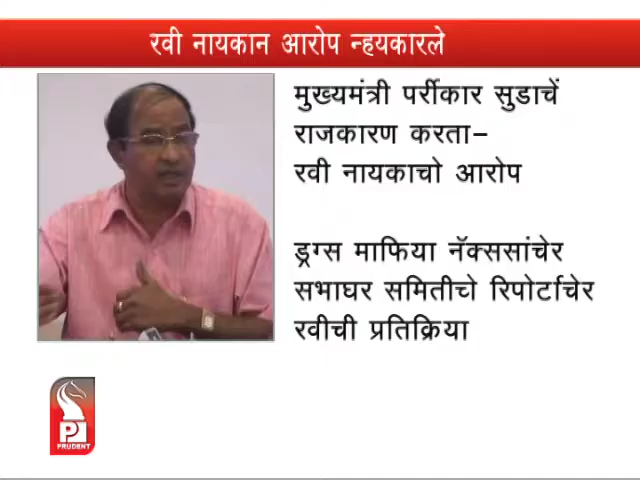 रवी नायकान आरोप न्हयकारले
मुख्यमंत्री पर्रीकार सुडाचें
राजकारण करता–
रवी नायकाचो आरोप
ड्रग्स माफिया नॅक्ससांचेर
सभाघर समितीचो रिपोर्टाचेर
रवीची प्रतिक्रिया
PRUDENT